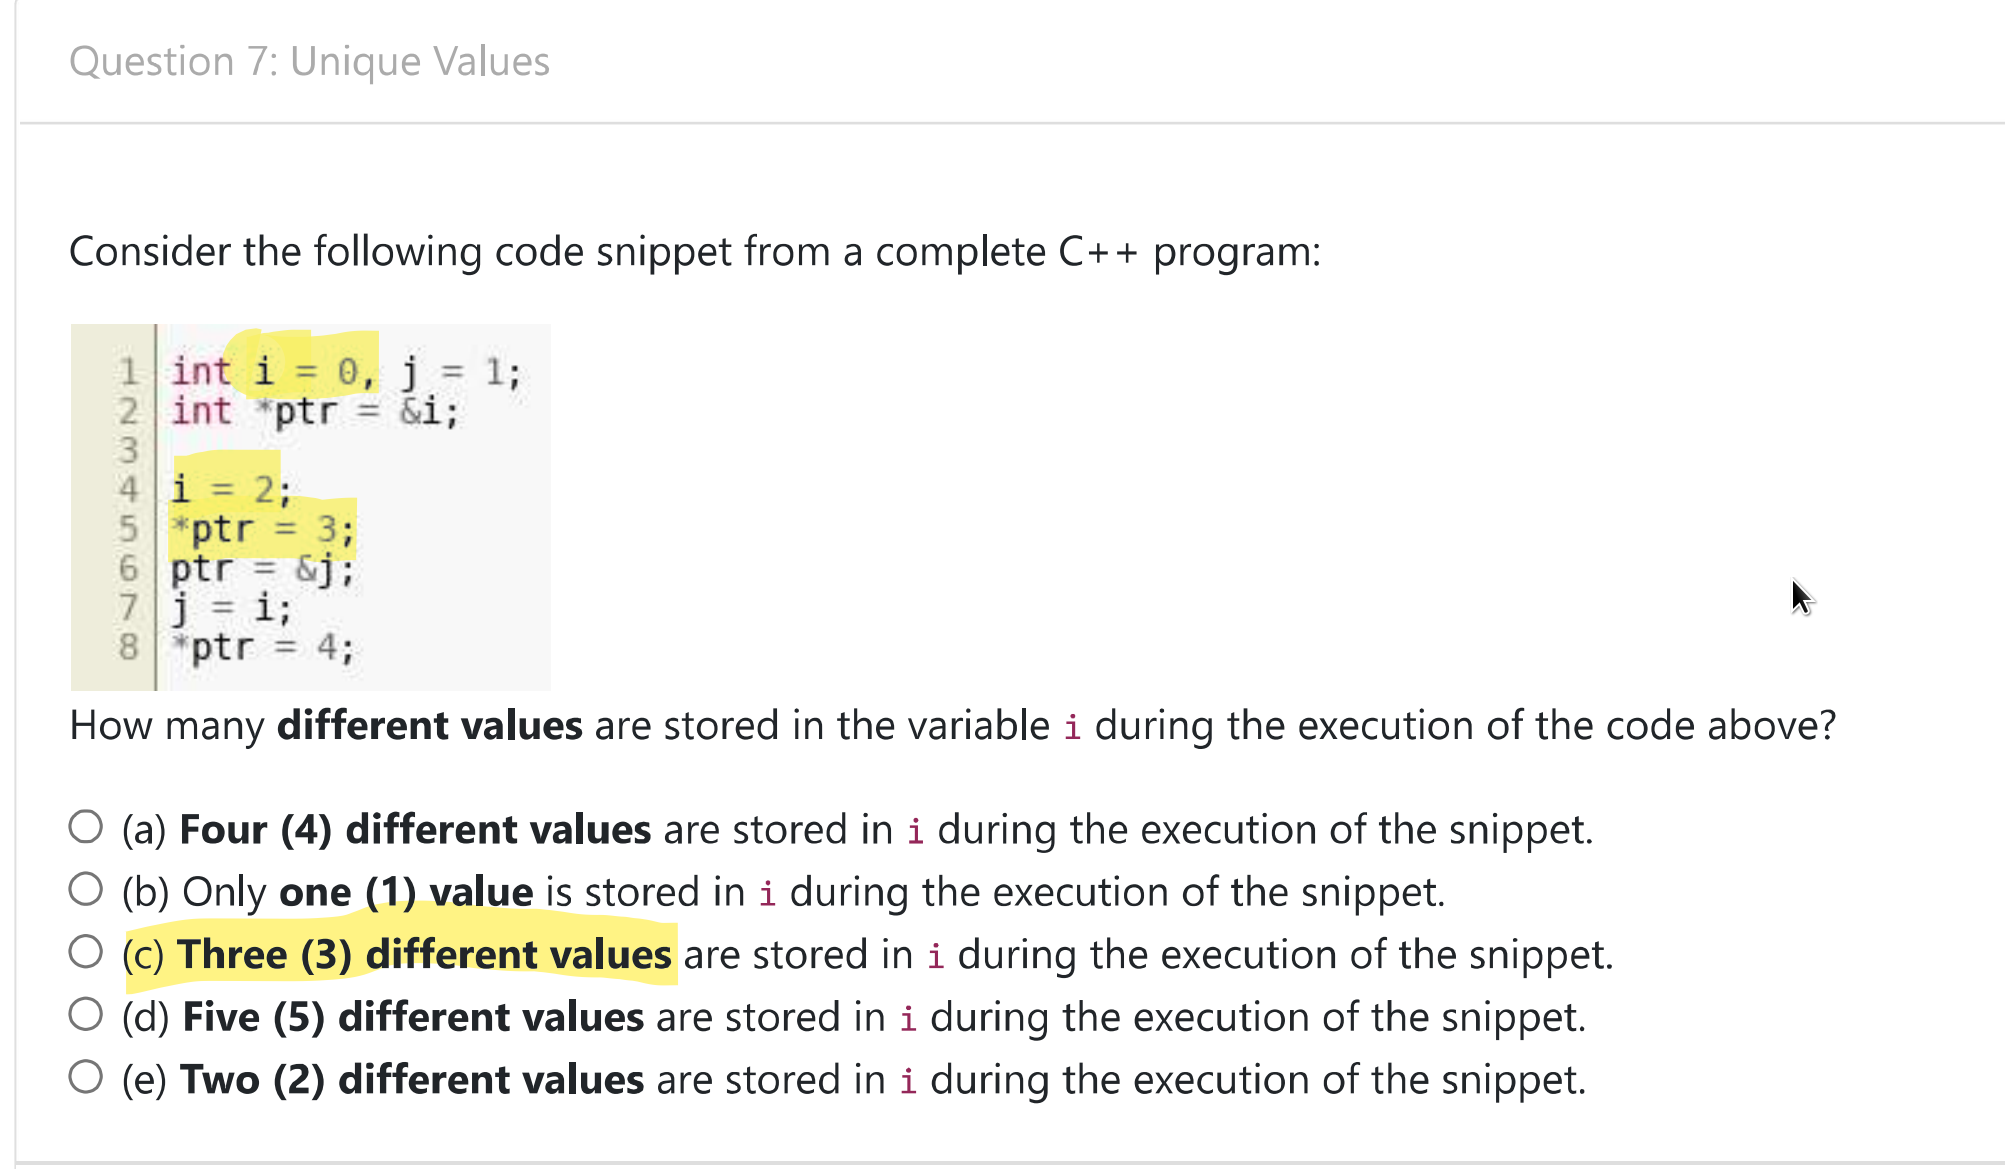 Question 7: Unique Values
Consider the following code snippet from a complete C++ program:
1 int i = 0, j = 1;
2 int *ptr = &i;
3
4 i = 2;
5 *ptr = 3;
6 ptr = &j;
7 j = i;
8 *ptr = 4;
How many different values are stored in the variable i during the execution of the code above?
(a) Four (4) different values are stored in i during the execution of the snippet.
(b) Only one (1) value is stored in i during the execution of the snippet.
(c) Three (3) different values are stored in i during the execution of the snippet.
(d) Five (5) different values are stored in i during the execution of the snippet.
(e) Two (2) different values are stored in i during the execution of the snippet.